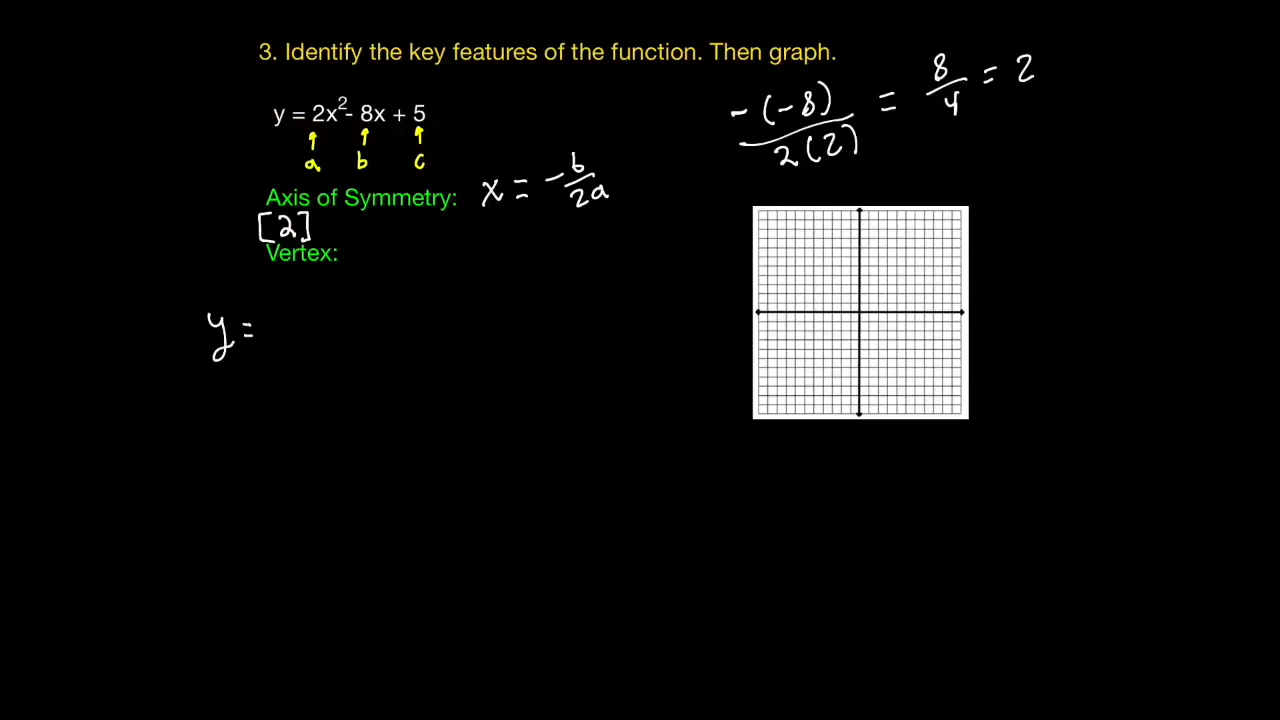 3. Identify the key features of the function. Then graph.
-(-8)/2(2) = 8/4 = 2
y = 2x²- 8x + 5
a b c
Axis of Symmetry: x = -b/2a
[2]
Vertex:
y =